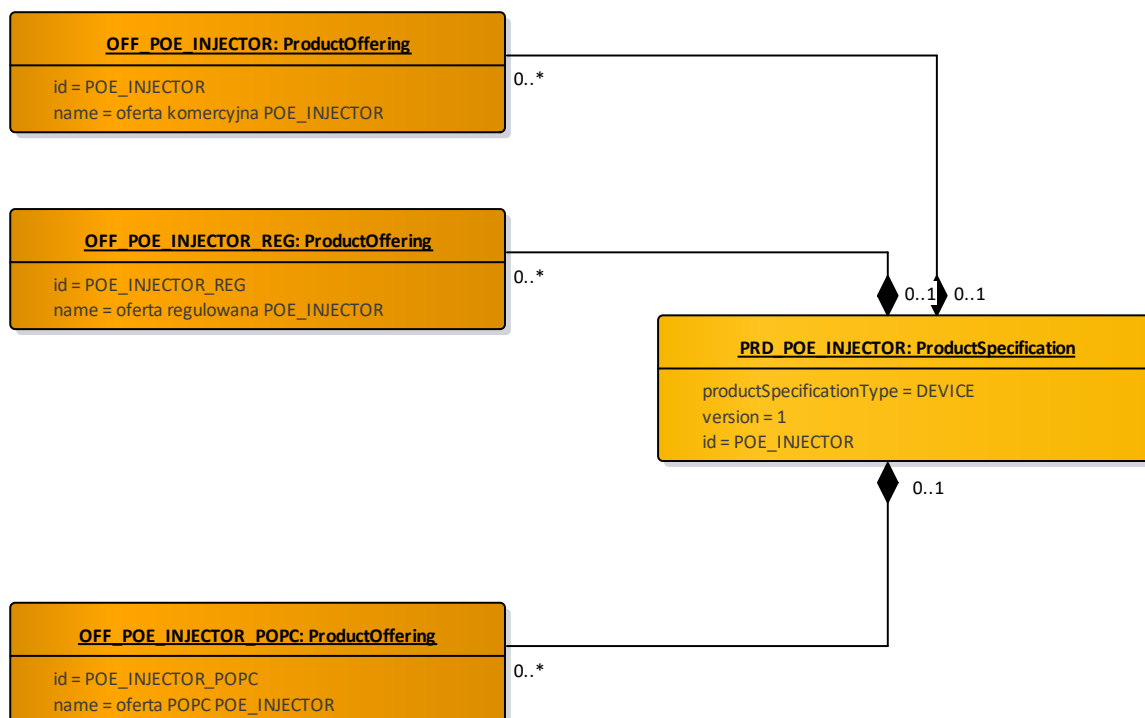 OFF_POE_INJECTOR: ProductOffering
id = POE_INJECTOR
name = oferta komercyjna POE_INJECTOR
0..*
OFF_POE_INJECTOR_REG: ProductOffering
id = POE_INJECTOR_REG
name = oferta regulowana POE_INJECTOR
0..*
0..1
0..1
PRD_POE_INJECTOR: ProductSpecification
productSpecificationType = DEVICE
version = 1
id = POE_INJECTOR
0..1
OFF_POE_INJECTOR_POPC: ProductOffering
id = POE_INJECTOR_POPC
name = oferta POPC POE_INJECTOR
0..*